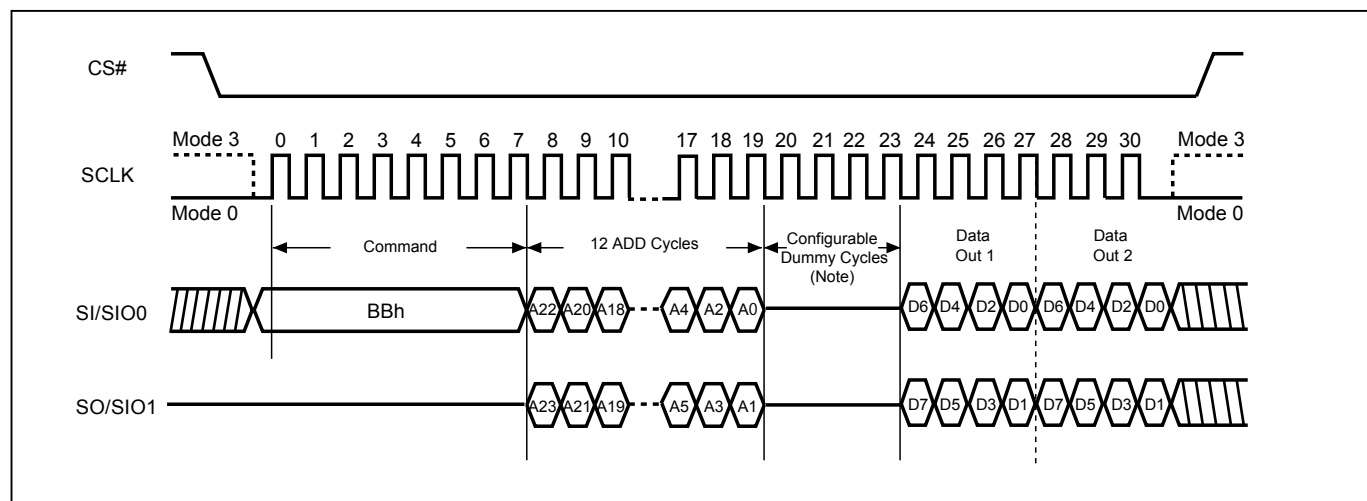 CS#
Mode 3
0 1 2 3 4 5 6 7 8 9 10 17 18 19 20 21 22 23 24 25 26 27 28 29 30
Mode 3
SCLK
Mode 0
Mode 0
Command
12 ADD Cycles
Configurable
Dummy Cycles
(Note)
Data
Out 1
Data
Out 2
SI/SIO0
BBh
A22 A20 A18 A4 A2 A0 D6 D4 D2 D0 D6 D4 D2 D0
SO/SIO1
A23 A21 A19 A5 A3 A1 D7 D5 D3 D1 D7 D5 D3 D1